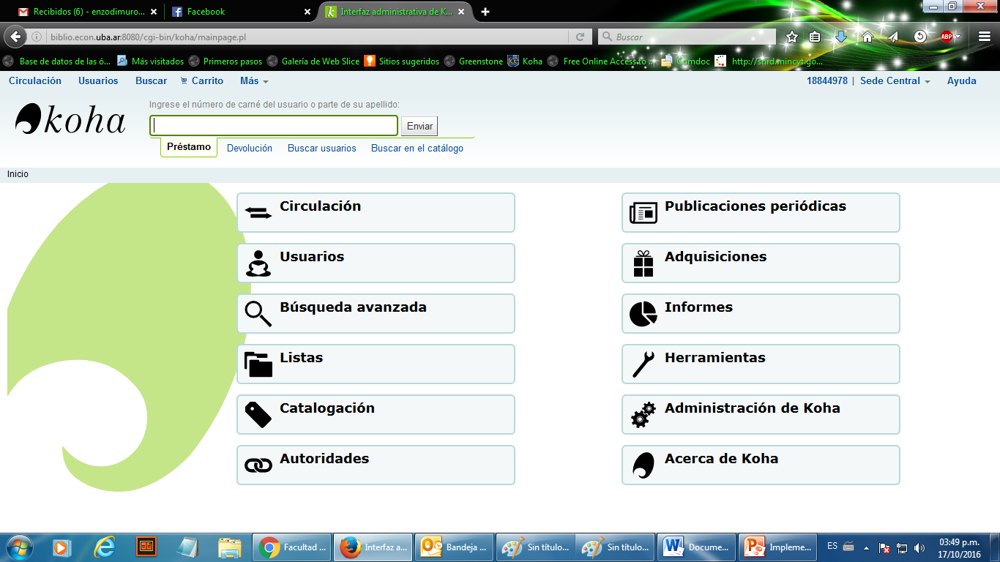 Recibidos (6) - enzodimuro... Facebook Interfaz administrativa de K...
biblio.econ.uba.ar:8080/cgi-bin/koha/mainpage.pl Buscar ABP
Base de datos de las ó... Más visitados Primeros pasos Galería de Web Slice Sitios sugeridos Greenstone Koha Free Online Access to ... Camdoc http://snrd.mincyt.go...
Circulación Usuarios Buscar Carrito Más 18844978 | Sede Central Ayuda
Ingrese el número de carné del usuario o parte de su apellido:
koha Enviar
Préstamo Devolución Buscar usuarios Buscar en el catálogo
Inicio
Circulación
Publicaciones periódicas
Usuarios
Adquisiciones
Búsqueda avanzada
Informes
Listas
Herramientas
Catalogación
Administración de Koha
Autoridades
Acerca de Koha
Facultad ... Interfaz a... Bandeja ... Sin título... Sin título... Docume... Impleme... ES 03:49 p.m.
17/10/2016